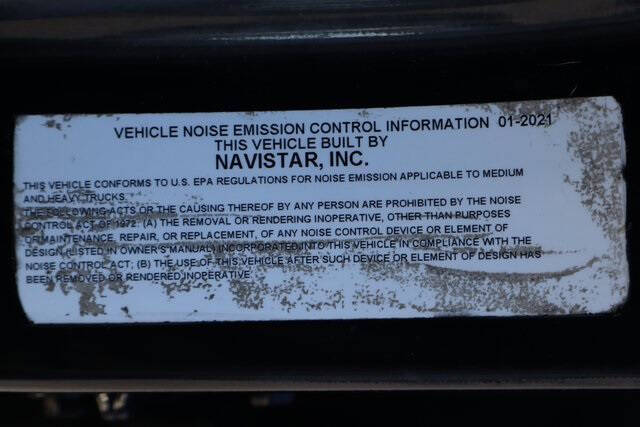 VEHICLE NOISE EMISSION CONTROL INFORMATION 01-2021
THIS VEHICLE BUILT BY
NAVISTAR, INC.
THIS VEHICLE CONFORMS TO U.S. EPA REGULATIONS FOR NOISE EMISSION APPLICABLE TO MEDIUM
AND HEAVY TRUCKS.
THE FOLLOWING ACTS OR THE CAUSING THEREOF BY ANY PERSON ARE PROHIBITED BY THE NOISE
CONTROL ACT OF 1972: (A) THE REMOVAL OR RENDERING INOPERATIVE, OTHER THAN PURPOSES
OF MAINTENANCE, REPAIR, OR REPLACEMENT, OF ANY NOISE CONTROL DEVICE OR ELEMENT OF
DESIGN (LISTED IN OWNER'S MANUAL) INCORPORATED INTO THIS VEHICLE IN COMPLIANCE WITH THE
NOISE CONTROL ACT; (B) THE USE OF THIS VEHICLE AFTER SUCH DEVICE OR ELEMENT OF DESIGN HAS
BEEN REMOVED OR RENDERED INOPERATIVE.